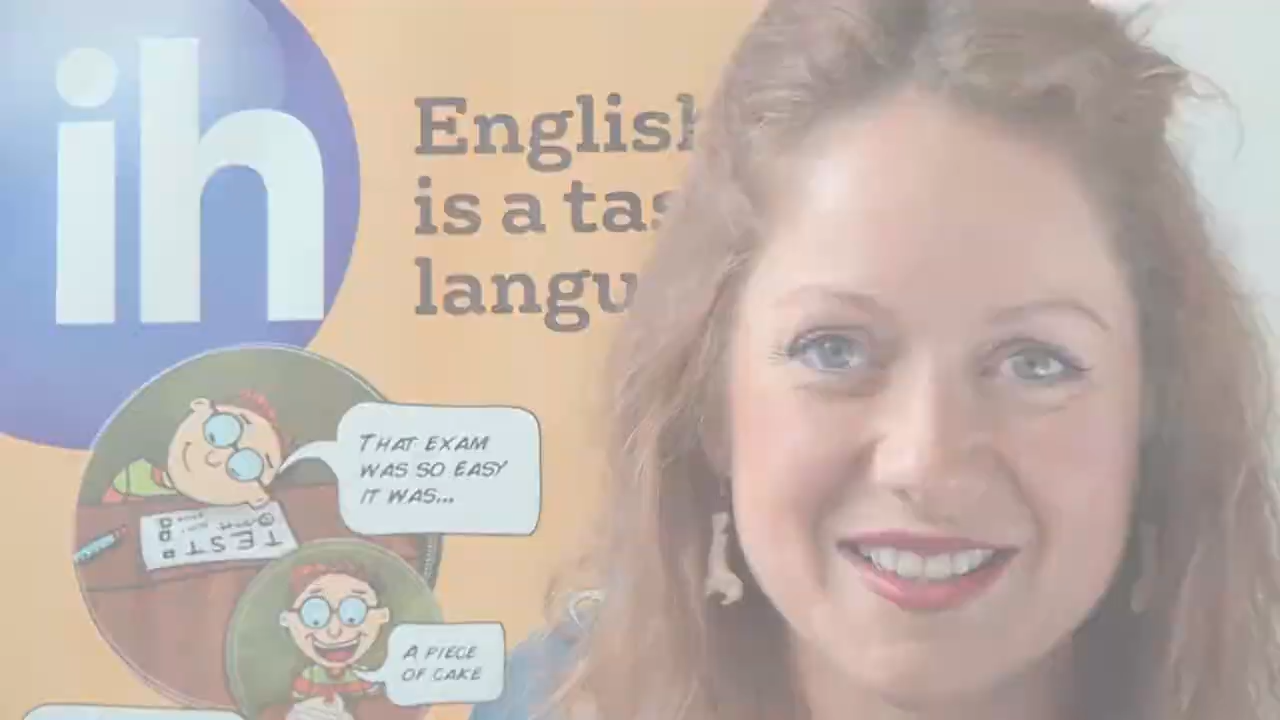 ih
English
is a tas
langu
THAT EXAM
WAS SO EASY
IT WAS...
TEST
A PIECE
OF CAKE